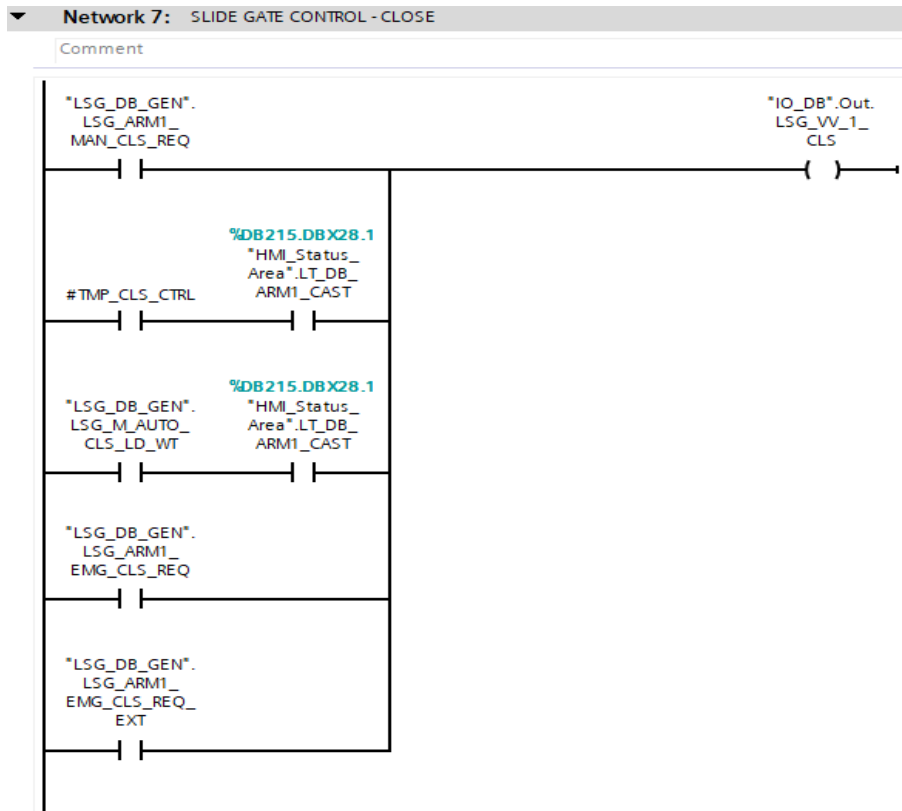 Network 7: SLIDE GATE CONTROL - CLOSE
Comment
"LSG_DB_GEN".
LSG_ARM1_
MAN_CLS_REQ
"IO_DB".Out.
LSG_VV_1_
CLS
#TMP_CLS_CTRL
%DB215.DBX28.1
"HMI_Status_
Area".LT_DB_
ARM1_CAST
"LSG_DB_GEN".
LSG_M_AUTO_
CLS_LD_WT
%DB215.DBX28.1
"HMI_Status_
Area".LT_DB_
ARM1_CAST
"LSG_DB_GEN".
LSG_ARM1_
EMG_CLS_REQ
"LSG_DB_GEN".
LSG_ARM1_
EMG_CLS_REQ_
EXT